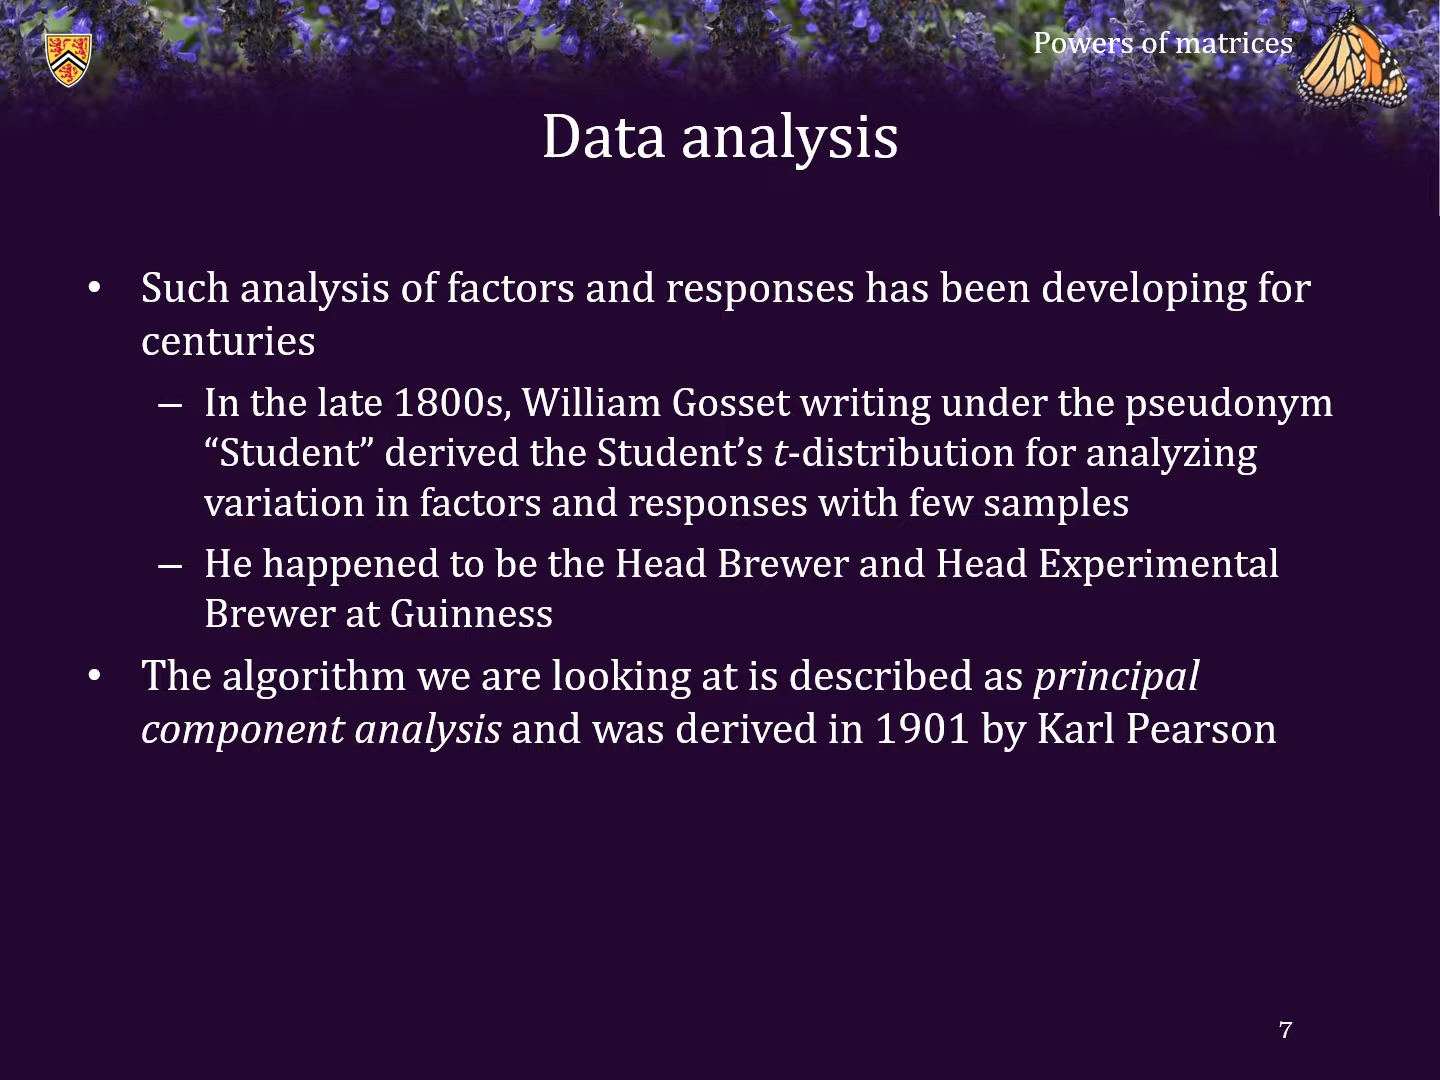 Powers of matrices
Data analysis
• Such analysis of factors and responses has been developing for
centuries
– In the late 1800s, William Gosset writing under the pseudonym
“Student” derived the Student’s t-distribution for analyzing
variation in factors and responses with few samples
– He happened to be the Head Brewer and Head Experimental
Brewer at Guinness
• The algorithm we are looking at is described as principal
component analysis and was derived in 1901 by Karl Pearson
7